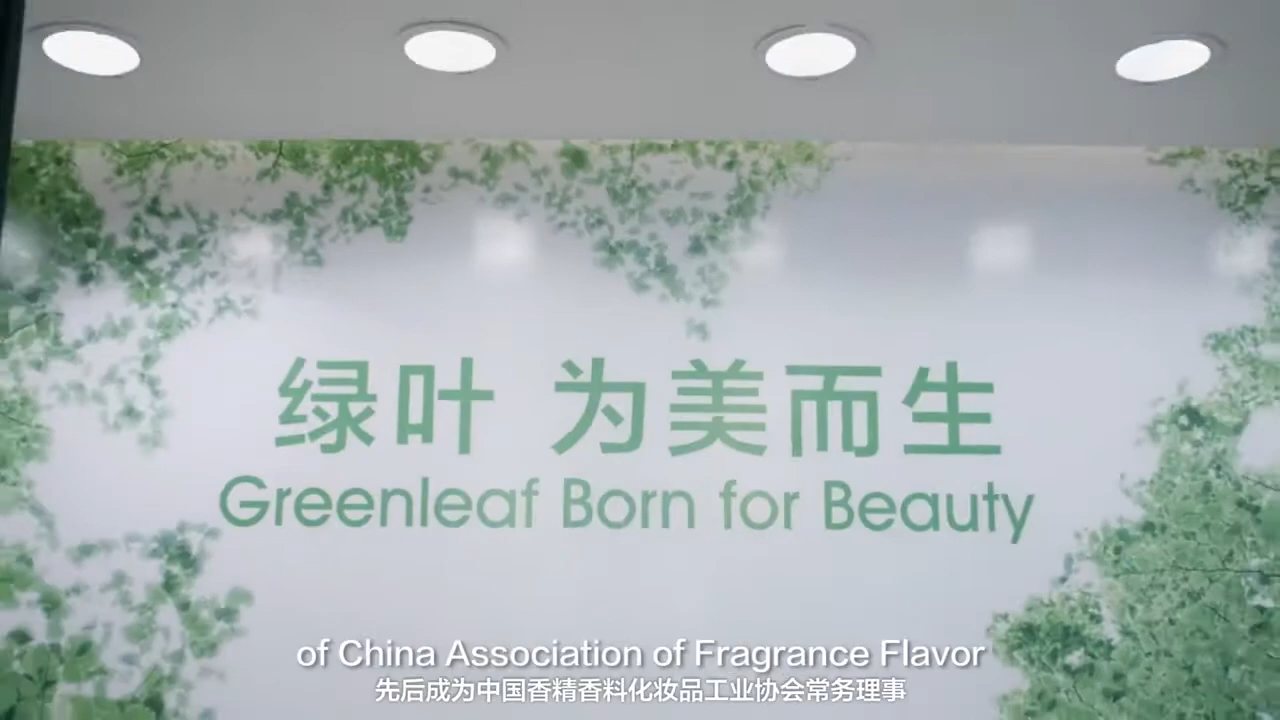 绿叶 为美而生
Greenleaf Born for Beauty
of China Association of Fragrance Flavor
先后成为中国香精香料化妆品工业协会常务理事